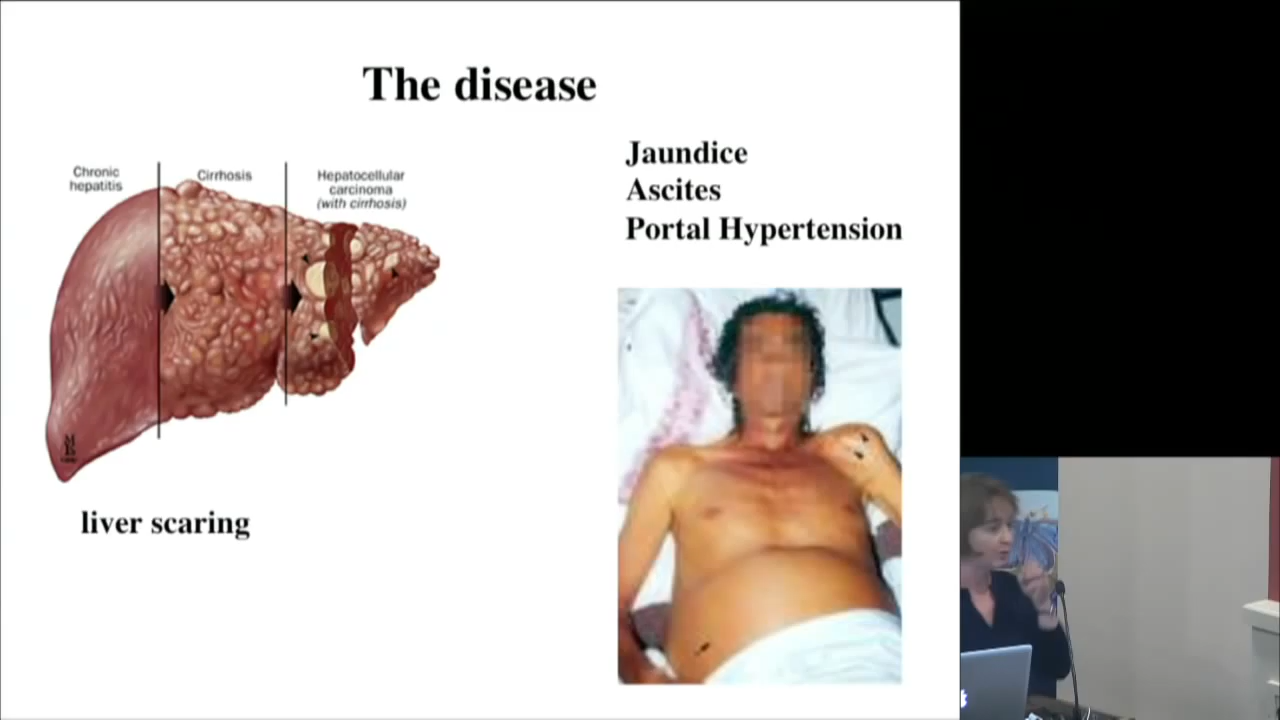 The disease
Chronic
hepatitis
Cirrhosis
Hepatocellular
carcinoma
(with cirrhosis)
liver scaring
Jaundice
Ascites
Portal Hypertension